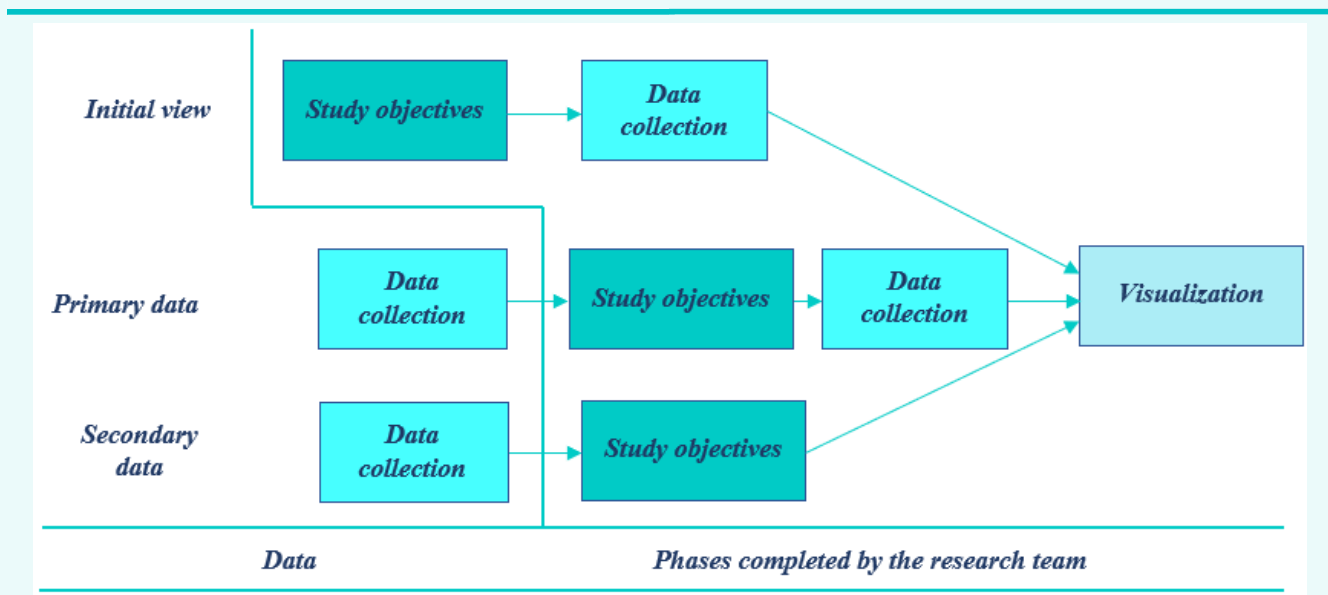 Initial view
Study objectives
Data
collection
Primary data
Data
collection
Study objectives
Data
collection
Visualization
Secondary
data
Data
collection
Study objectives
Data
Phases completed by the research team